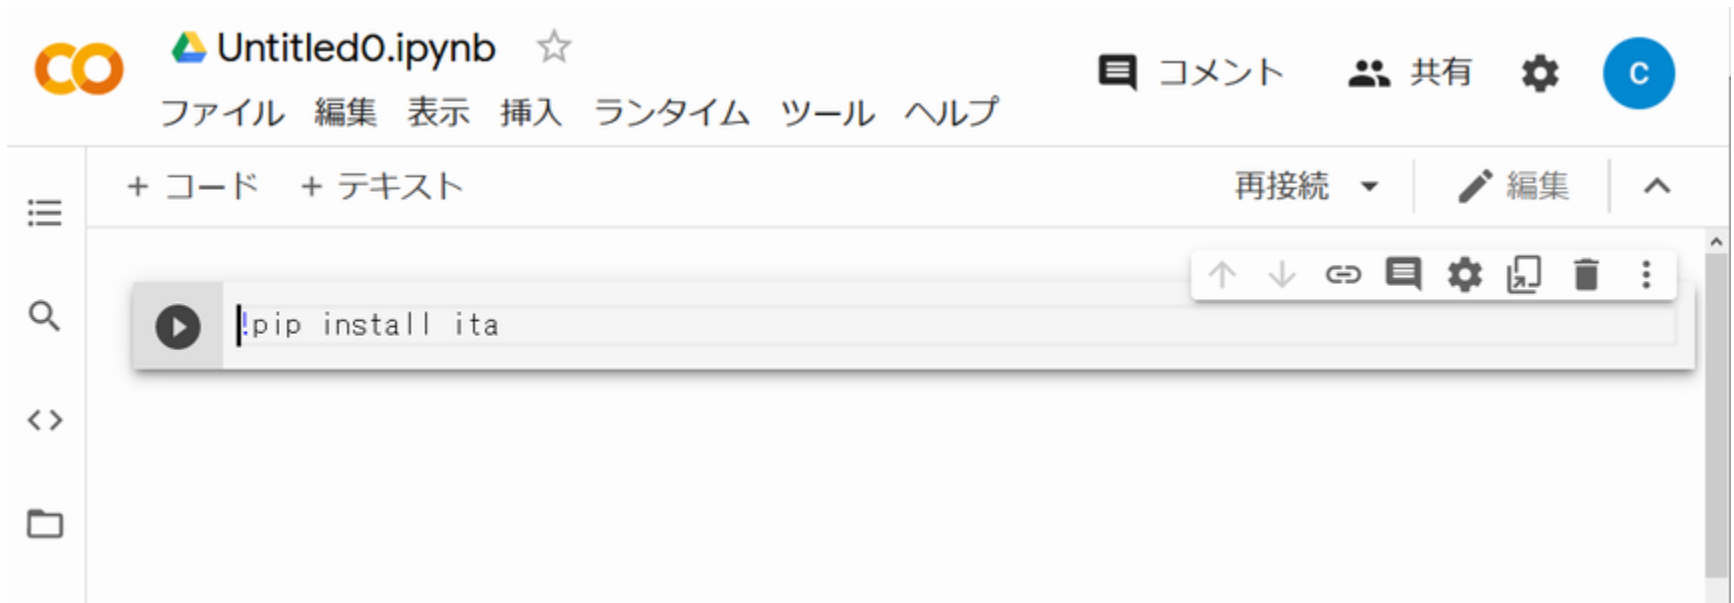 Untitled0.ipynb
コメント 共有 C
ファイル 編集 表示 挿入 ランタイム ツール ヘルプ
+ コード + テキスト 再接続 編集
!pip install ita